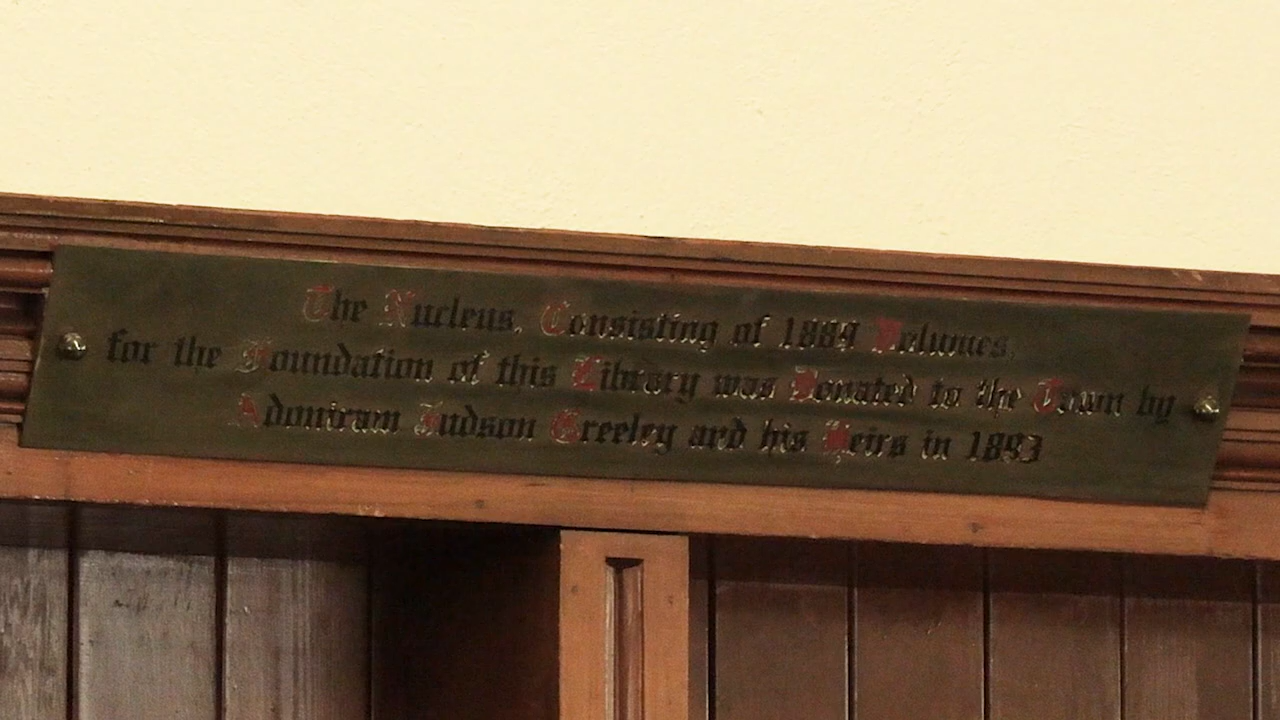 The Nucleus, Consisting of 1889 Volumes,
for the Foundation of this Library was Donated to the Town by
Adoniram Judson Greeley and his Heirs in 1893